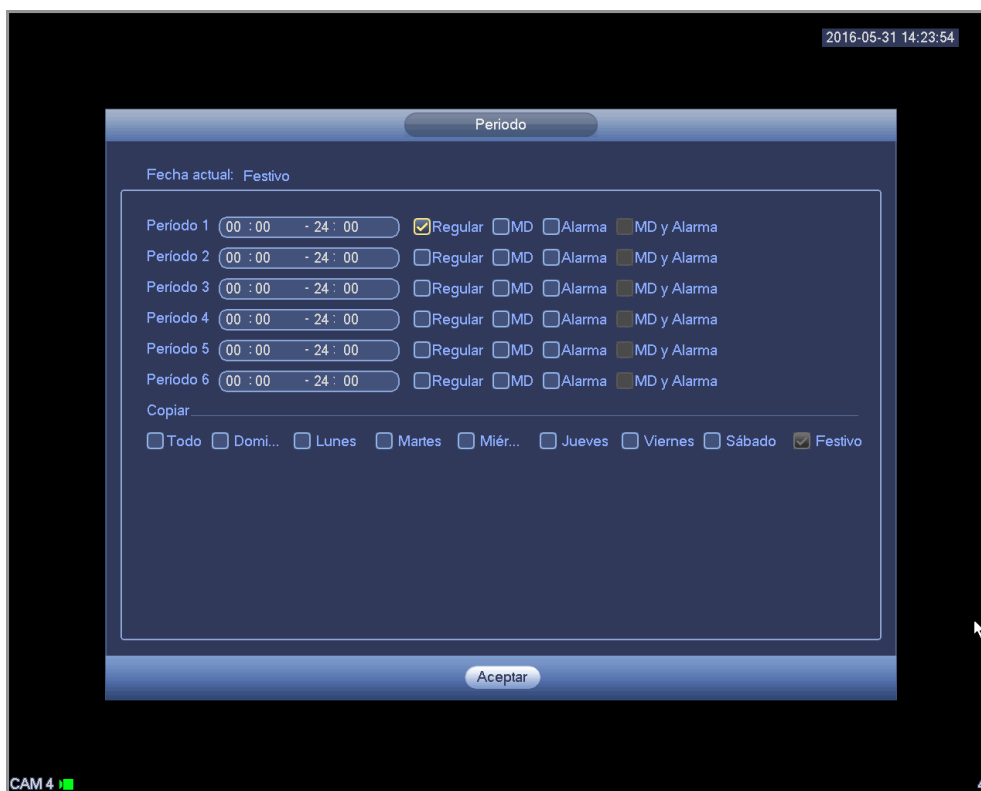 2016-05-31 14:23:54
Periodo
Fecha actual: Festivo
Período 1 00 : 00 - 24 : 00 Regular MD Alarma MD y Alarma
Período 2 00 : 00 - 24 : 00 Regular MD Alarma MD y Alarma
Período 3 00 : 00 - 24 : 00 Regular MD Alarma MD y Alarma
Período 4 00 : 00 - 24 : 00 Regular MD Alarma MD y Alarma
Período 5 00 : 00 - 24 : 00 Regular MD Alarma MD y Alarma
Período 6 00 : 00 - 24 : 00 Regular MD Alarma MD y Alarma
Copiar
Todo Domi... Lunes Martes Miér... Jueves Viernes Sábado Festivo
Aceptar
CAM 4